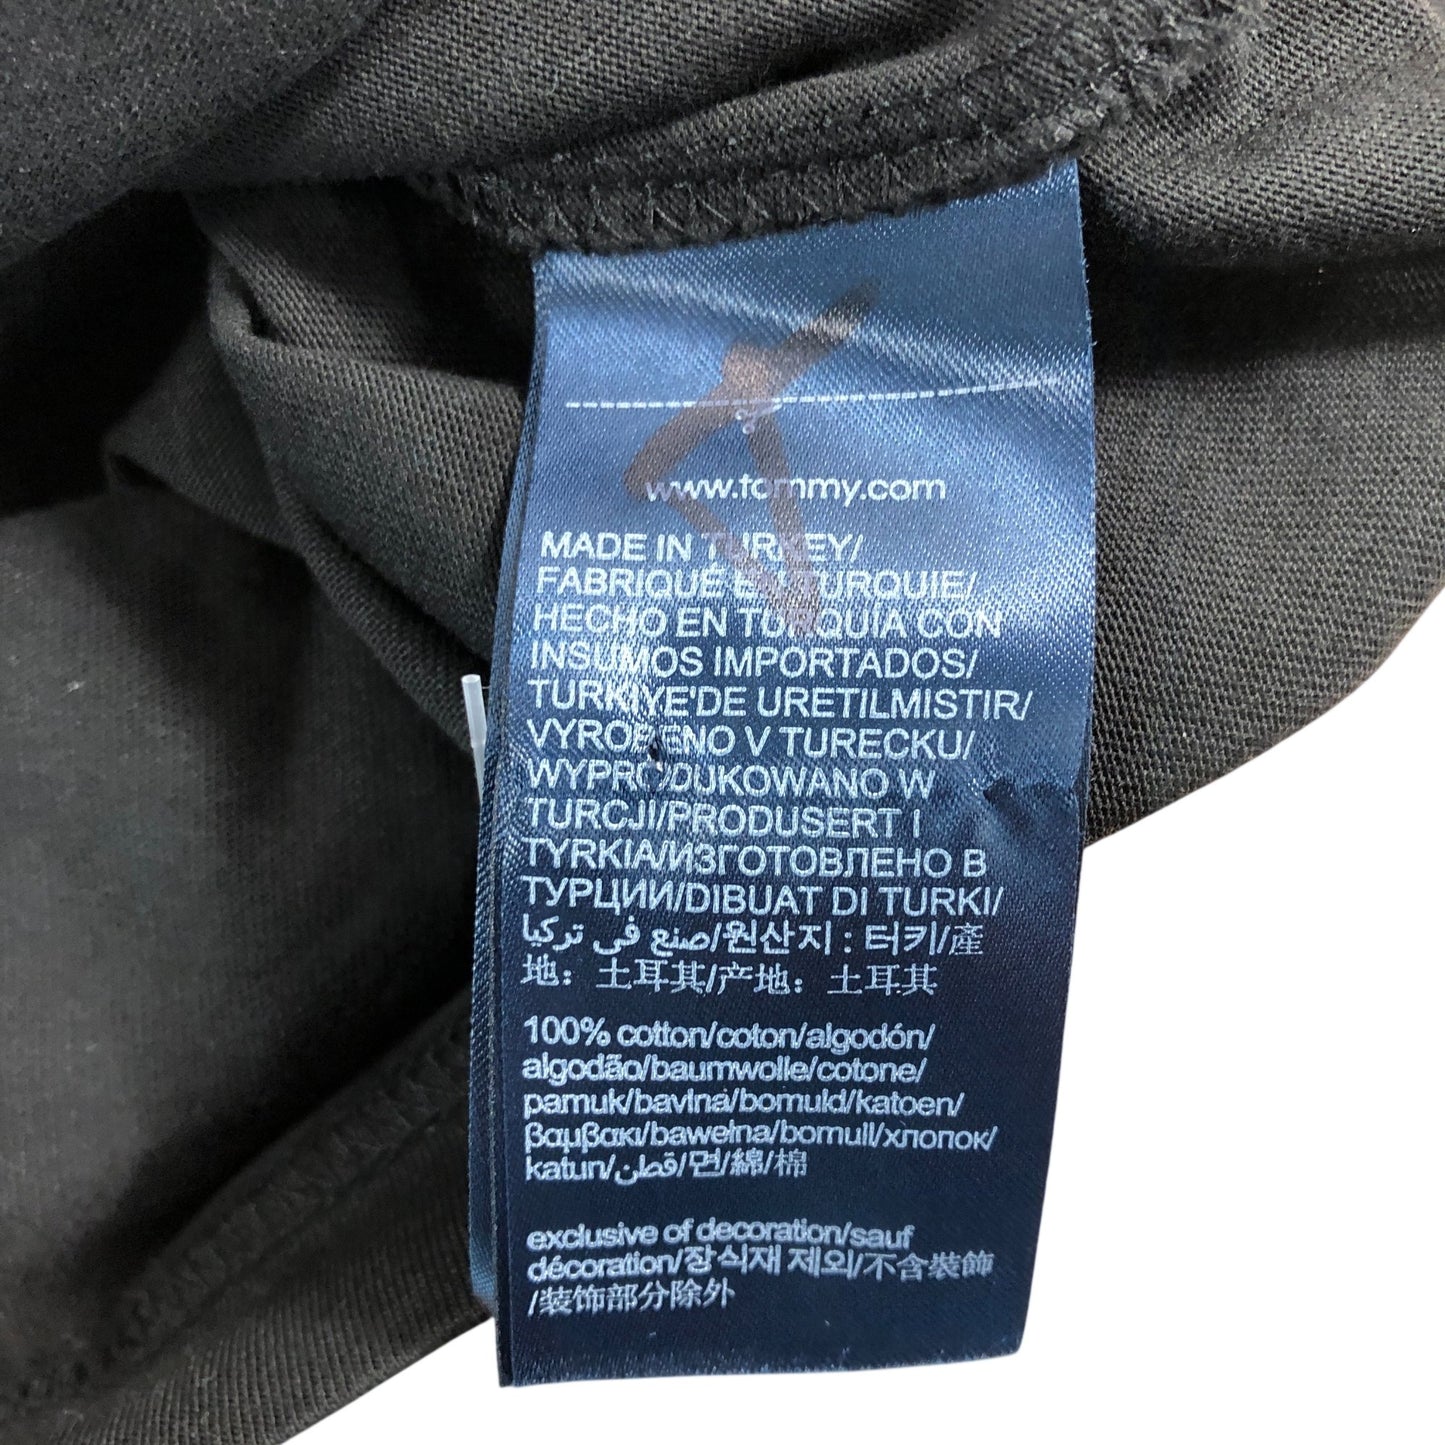 www.tommy.com
MADE IN TURKEY/
FABRIQUÉ EN TURQUIE/
HECHO EN TURQUIA CON
INSUMOS IMPORTADOS/
TURKIYE'DE URETILMISTIR/
VYROBENO V TURECKU/
WYPRODUKOWANO W
TURCJI/PRODUSERT I
TYRKIA/ИЗГОТОВЛЕНО В
ТУРЦИИ/DIBUAT DI TURKI/
صنع في تركيا/원산지 : 터키/產
地：土耳其/产地：土耳其
100% cotton/coton/algodón/
algodão/baumwolle/cotone/
pamuk/bavlna/bomuld/katoen/
βαμβακι/bawełna/bomull/хлопок/
katun/قطن/면/綿/棉
exclusive of decoration/sauf
décoration/장식재 제외/不含裝飾
/装饰部分除外